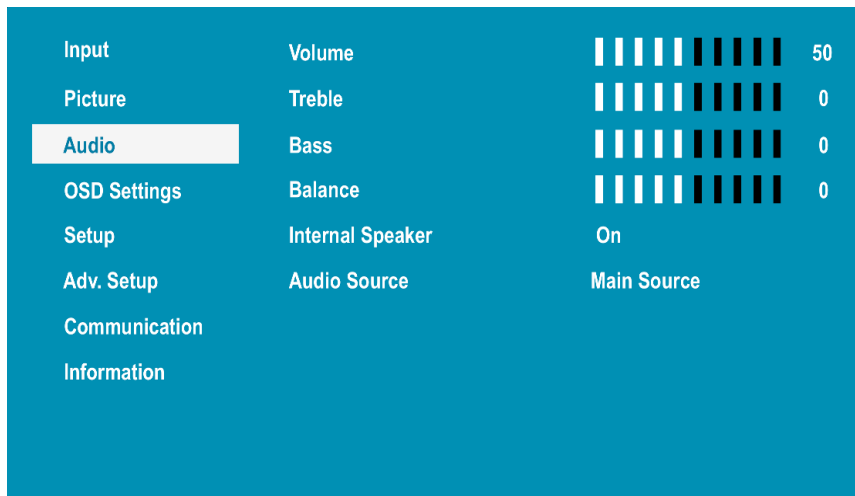 Input
Volume 50
Picture
Treble 0
Audio
Bass 0
OSD Settings
Balance 0
Setup
Internal Speaker On
Adv. Setup
Audio Source Main Source
Communication
Information